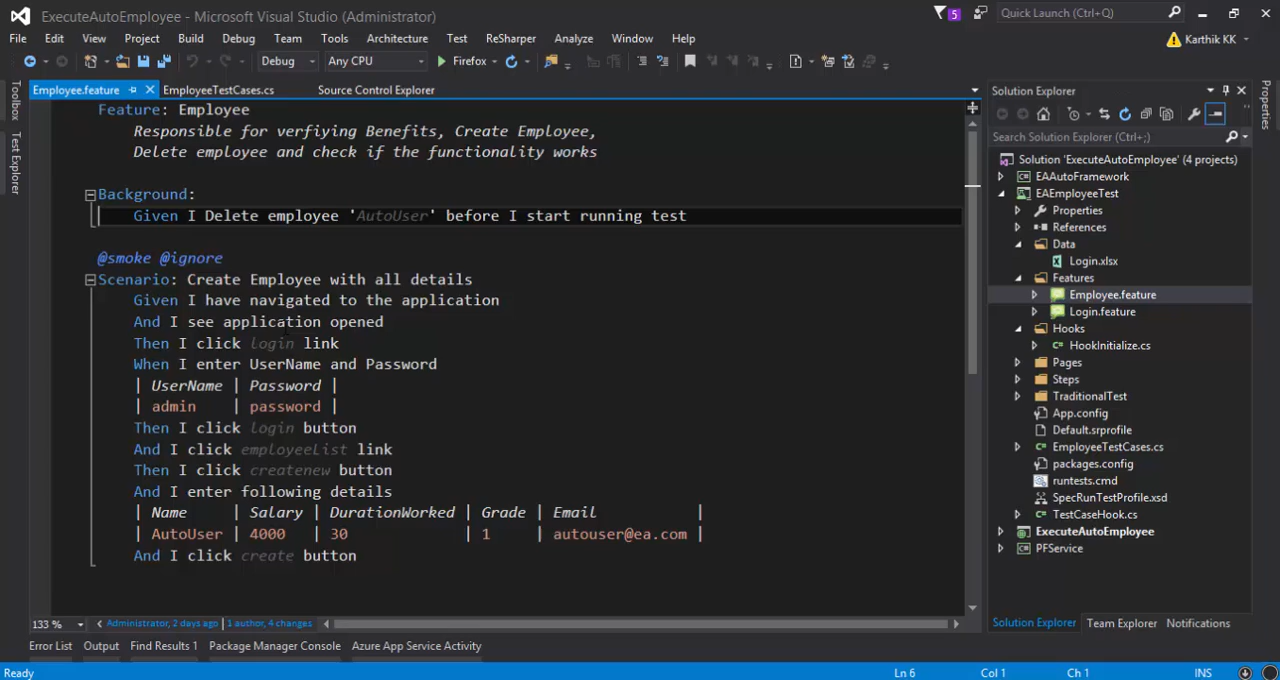 ExecuteAutoEmployee - Microsoft Visual Studio (Administrator)
5
Quick Launch (Ctrl+Q)
File Edit View Project Build Debug Team Tools Architecture Test ReSharper Analyze Window Help
Karthik KK
Debug Any CPU Firefox
Toolbox
Test Explorer
Employee.feature EmployeeTestCases.cs Source Control Explorer
Feature: Employee
Responsible for verfiying Benefits, Create Employee,
Delete employee and check if the functionality works
Background:
Given I Delete employee 'AutoUser' before I start running test
@smoke @ignore
Scenario: Create Employee with all details
Given I have navigated to the application
And I see application opened
Then I click login link
When I enter UserName and Password
| UserName | Password |
| admin | password |
Then I click login button
And I click employeeList link
Then I click createnew button
And I enter following details
| Name | Salary | DurationWorked | Grade | Email |
| AutoUser | 4000 | 30 | 1 | autouser@ea.com |
And I click create button
133 %
Administrator, 2 days ago | 1 author, 4 changes
Solution Explorer
Search Solution Explorer (Ctrl+;)
Solution 'ExecuteAutoEmployee' (4 projects)
EAAutoFramework
EAEmployeeTest
Properties
References
Data
Login.xlsx
Features
Employee.feature
Login.feature
Hooks
HookInitialize.cs
Pages
Steps
TraditionalTest
App.config
Default.srprofile
EmployeeTestCases.cs
packages.config
runtests.cmd
SpecRunTestProfile.xsd
TestCaseHook.cs
ExecuteAutoEmployee
PFService
Solution Explorer Team Explorer Notifications
Properties
Error List Output Find Results 1 Package Manager Console Azure App Service Activity
Ready Ln 6 Col 1 Ch 1 INS